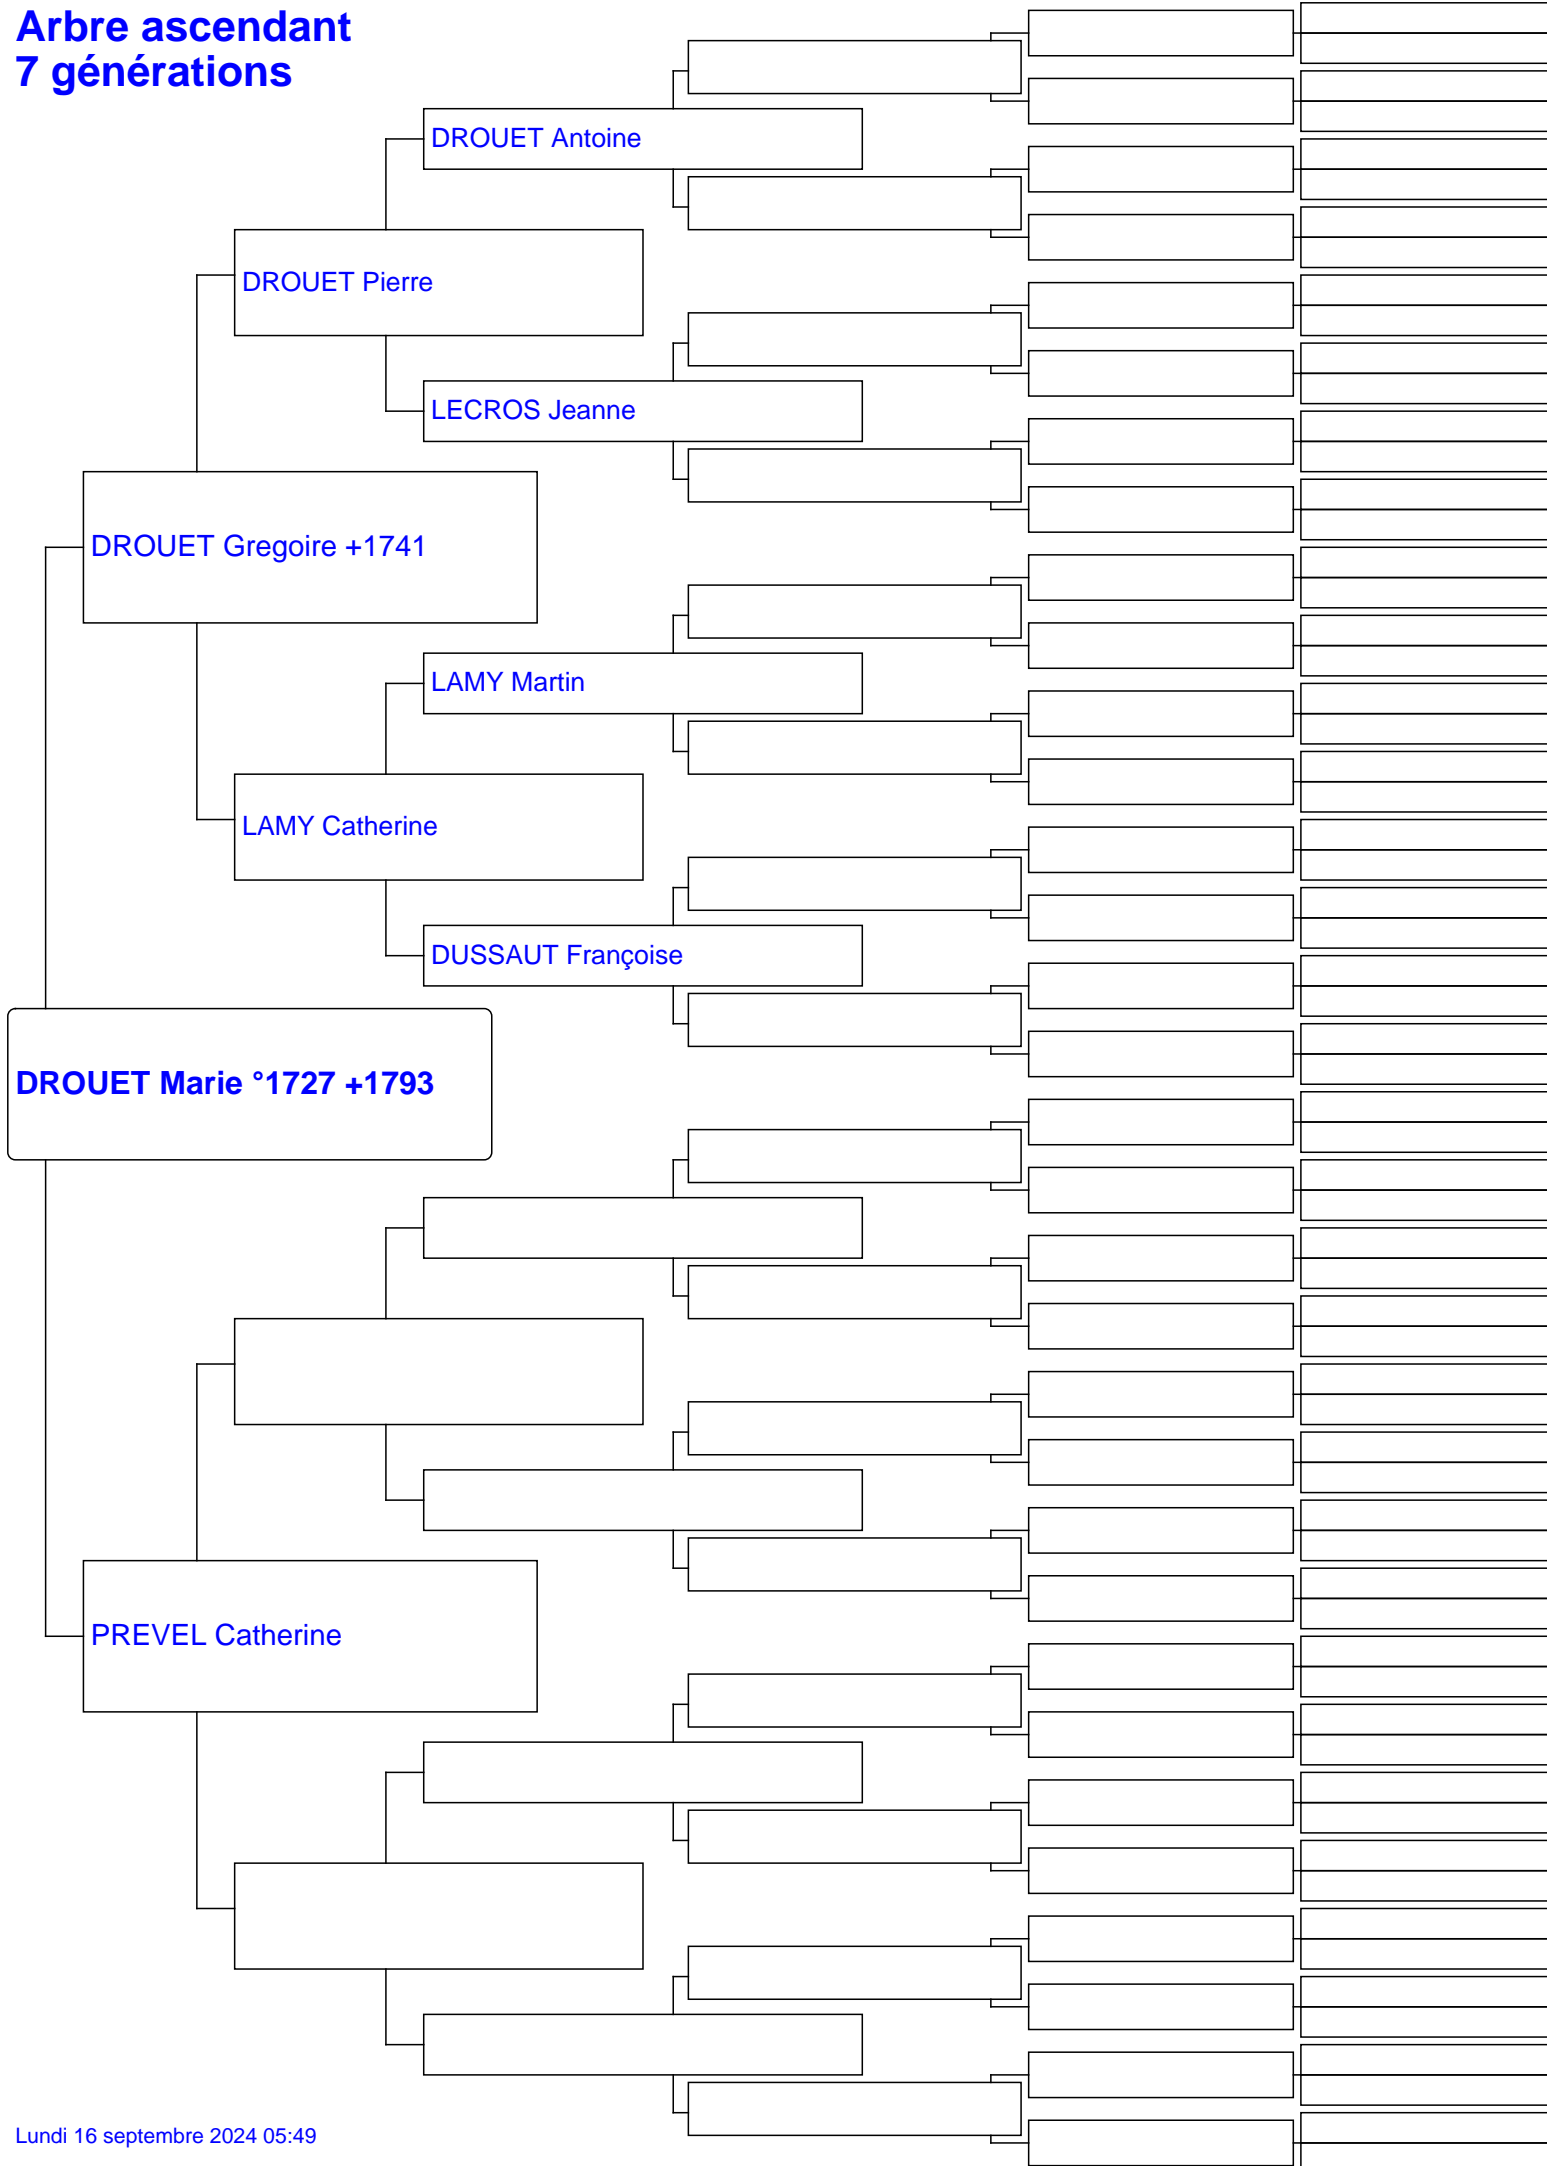 Arbre ascendant
7 générations
DROUET Antoine
DROUET Pierre
LECROS Jeanne
DROUET Gregoire +1741
LAMY Martin
LAMY Catherine
DUSSAUT Françoise
DROUET Marie °1727 +1793
PREVEL Catherine
Lundi 16 septembre 2024 05:49